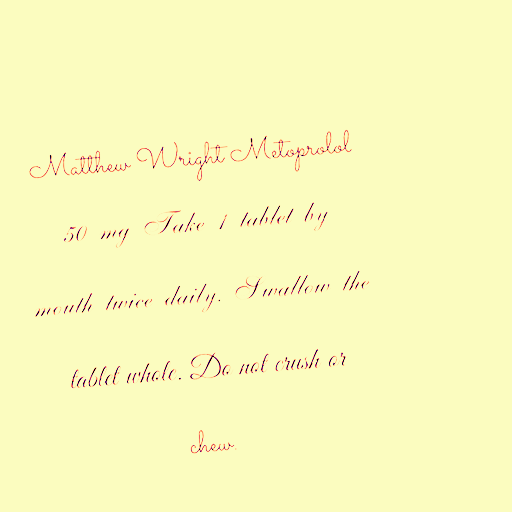 Matthew Wright Metoprolol
50 mg Take 1 tablet by
mouth twice daily. Swallow the
tablet whole. Do not crush or
chew.